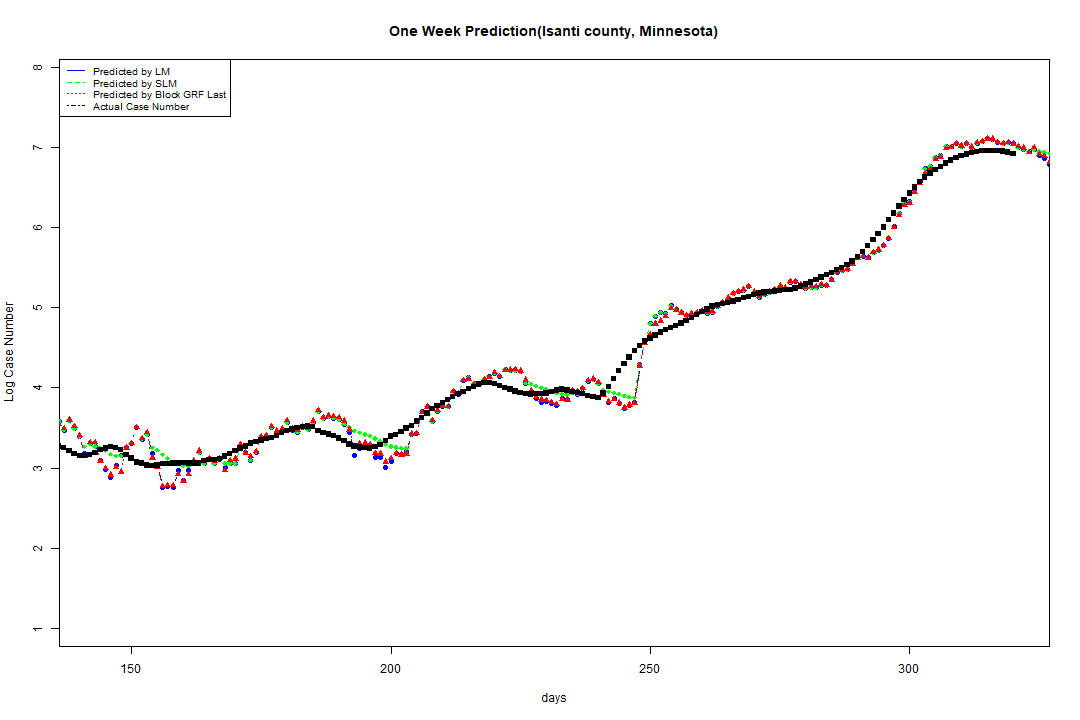 One Week Prediction(Isanti county, Minnesota)
Predicted by LM
Predicted by SLM
Predicted by Block GRF Last
Actual Case Number
8
7
6
5
4
3
2
1
Log Case Number
150 200 250 300
days